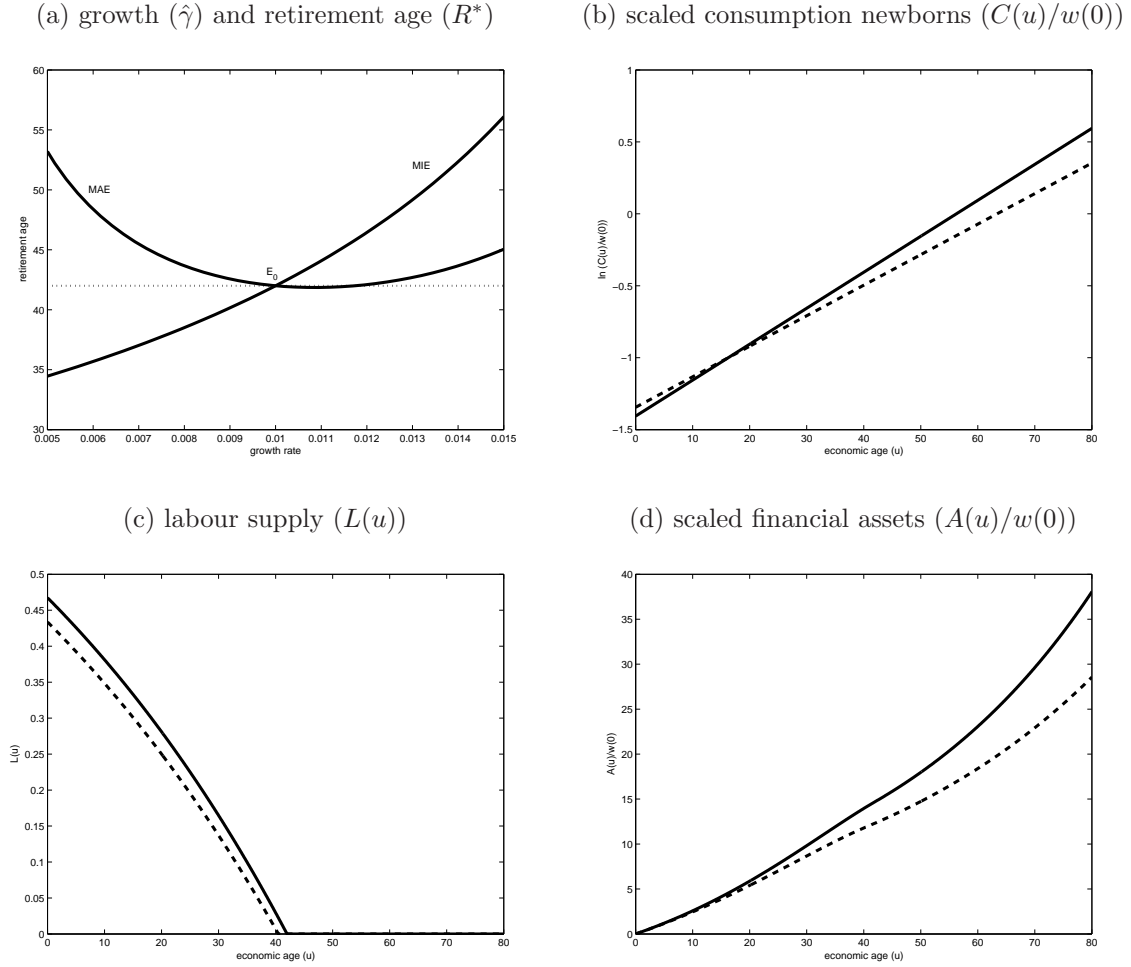 (a) growth (γ̂) and retirement age (R*)
60
55
50
45
40
35
30
retirement age
MAE
MIE
E₀
0.005 0.006 0.007 0.008 0.009 0.01 0.011 0.012 0.013 0.014 0.015
growth rate
(b) scaled consumption newborns (C(u)/w(0))
1
0.5
0
−0.5
−1
−1.5
ln (C(u)/w(0))
0 10 20 30 40 50 60 70 80
economic age (u)
(c) labour supply (L(u))
0.5
0.45
0.4
0.35
0.3
0.25
0.2
0.15
0.1
0.05
0
L(u)
0 10 20 30 40 50 60 70 80
economic age (u)
(d) scaled financial assets (A(u)/w(0))
40
35
30
25
20
15
10
5
0
A(u)/w(0)
0 10 20 30 40 50 60 70 80
economic age (u)